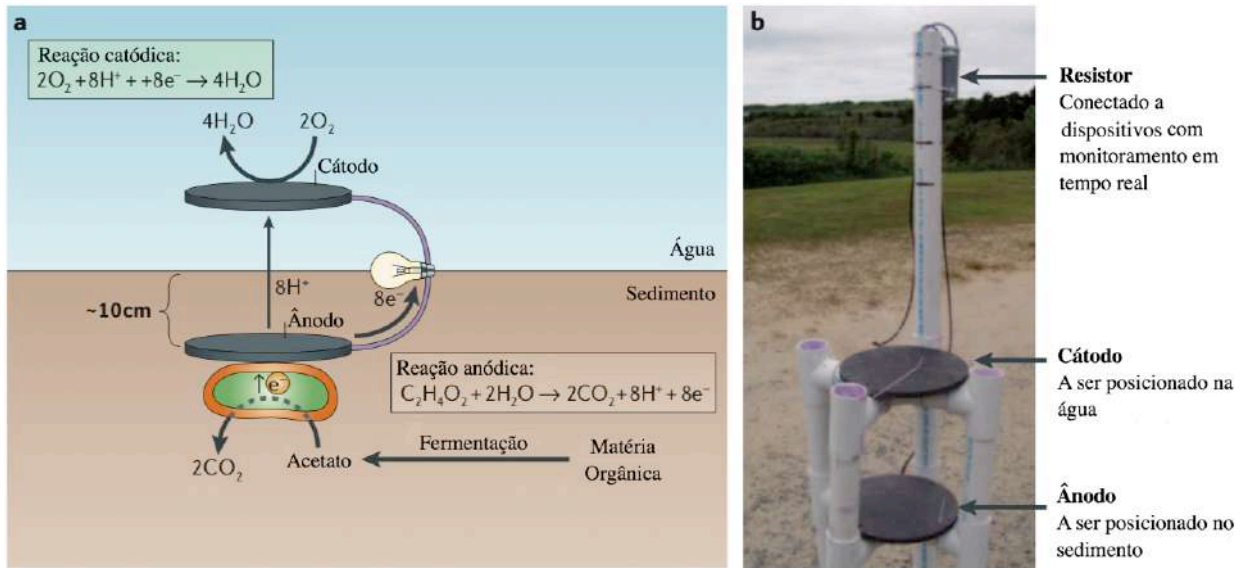 a
Reação catódica:
2O₂ + 8H⁺ + +8e⁻ → 4H₂O
4H₂O
2O₂
Cátodo
Água
Sedimento
~10cm
8H⁺
8e⁻
Ânodo
e⁻
Reação anódica:
C₂H₄O₂ + 2H₂O → 2CO₂ + 8H⁺ + 8e⁻
2CO₂
Acetato
Fermentação
Matéria
Orgânica
b
Resistor
Conectado a
dispositivos com
monitoramento em
tempo real
Cátodo
A ser posicionado na
água
Ânodo
A ser posicionado no
sedimento